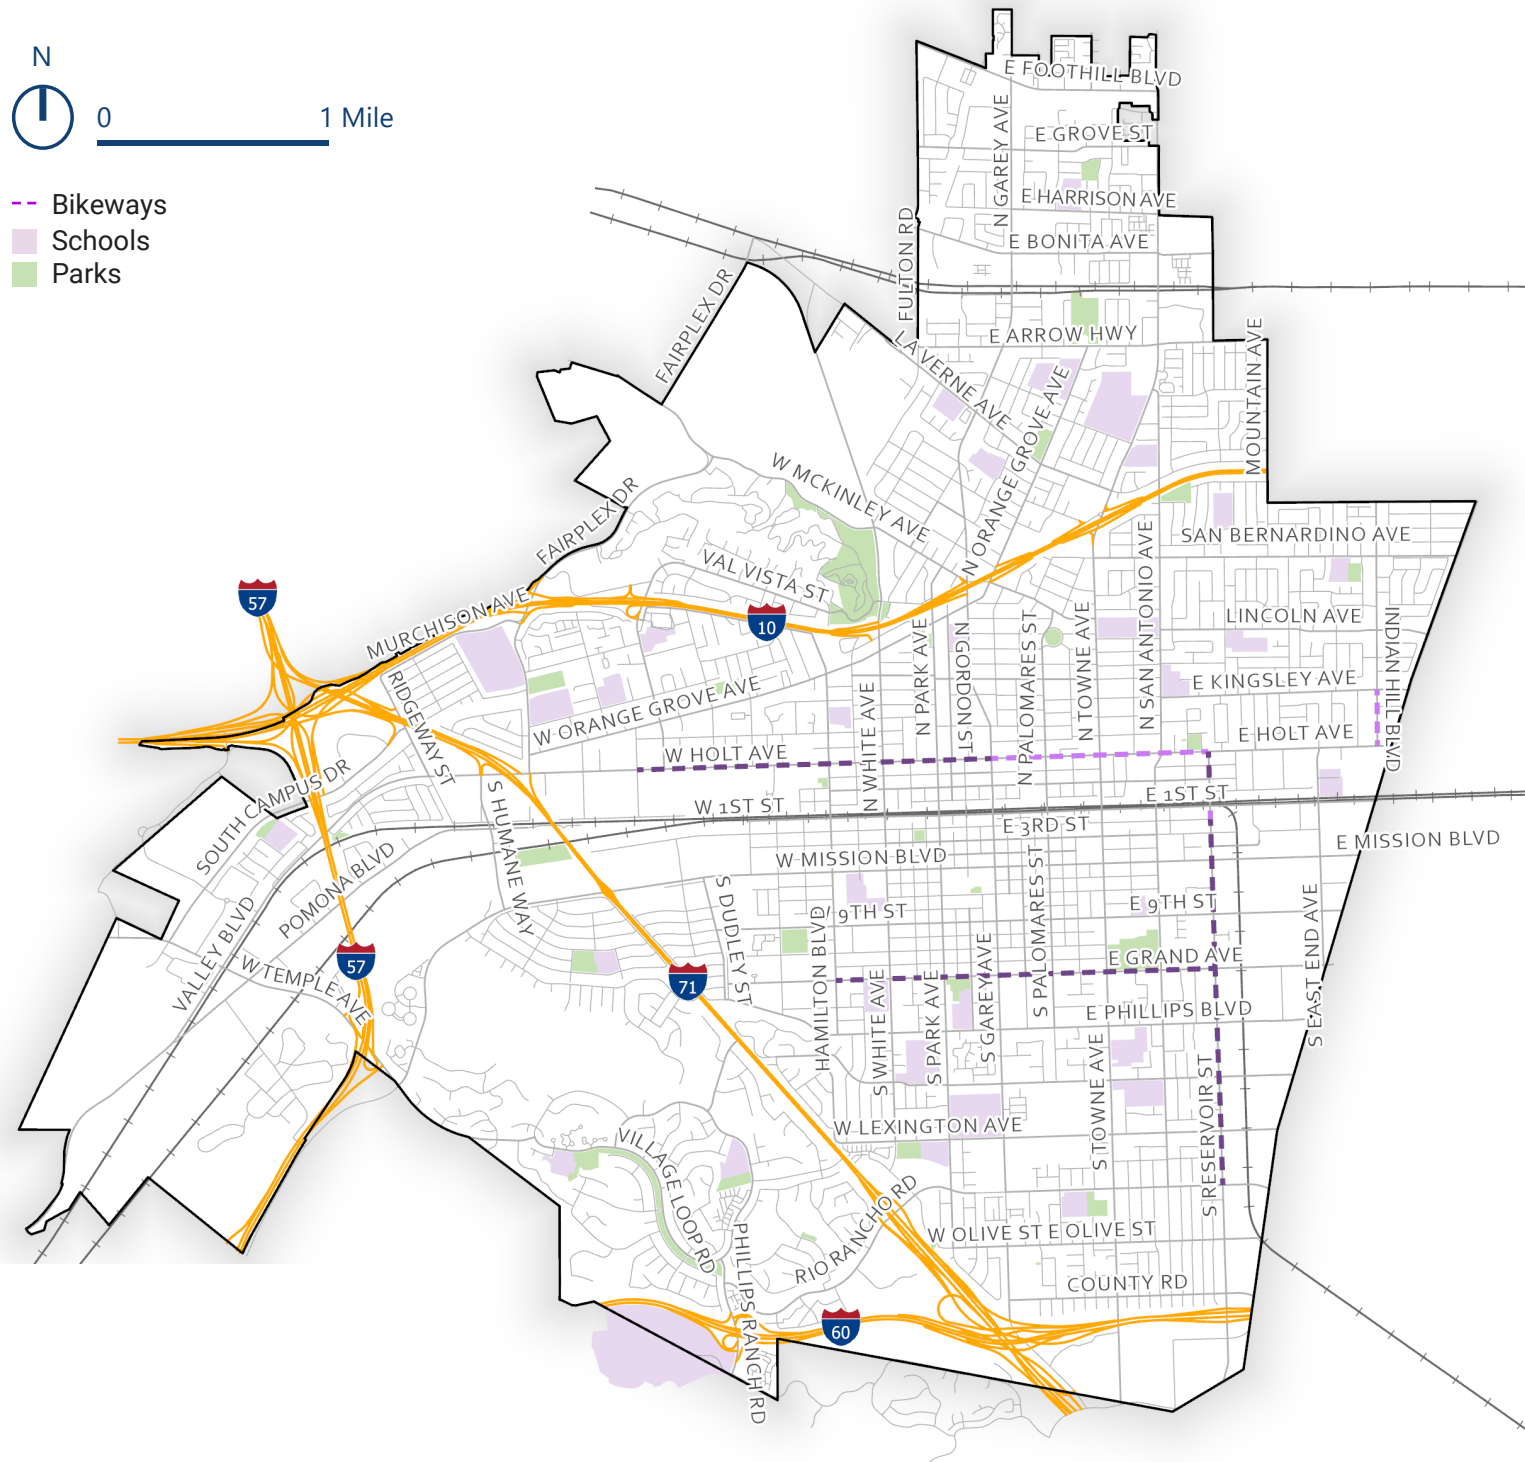 N
0 1 Mile
Bikeways
Schools
Parks
E FOOTHILL BLVD
N GAREY AVE
E GROVE ST
E HARRISON AVE
FULTON RD
E BONITA AVE
FAIRPLEX DR
E ARROW HWY
LA VERNE AVE
MOUNTAIN AVE
N ORANGE GROVE AVE
W MCKINLEY AVE
FAIRPLEX DR
SAN BERNARDINO AVE
VAL VISTA ST
N SAN ANTONIO AVE
57
MURCHISON AVE
10
LINCOLN AVE
INDIAN HILL BLVD
N PARK AVE
N GORDON ST
N PALOMARES ST
N TOWNE AVE
RIDGEWAY ST
W ORANGE GROVE AVE
N WHITE AVE
E KINGSLEY AVE
W HOLT AVE
E HOLT AVE
SOUTH CAMPUS DR
S HUMANE WAY
W 1ST ST
E 1ST ST
E 3RD ST
E MISSION BLVD
POMONA BLVD
W MISSION BLVD
S PALOMARES ST
VALLEY BLVD
S DUDLEY ST
W 9TH ST
E 9TH ST
HAMILTON BLVD
S EAST END AVE
57
W TEMPLE AVE
71
E GRAND AVE
S WHITE AVE
S PARK AVE
S GAREY AVE
E PHILLIPS BLVD
S TOWNE AVE
S RESERVOIR ST
W LEXINGTON AVE
VILLAGE LOOP RD
RIO RANCHO RD
W OLIVE ST E OLIVE ST
PHILLIPS RANCH RD
COUNTY RD
60